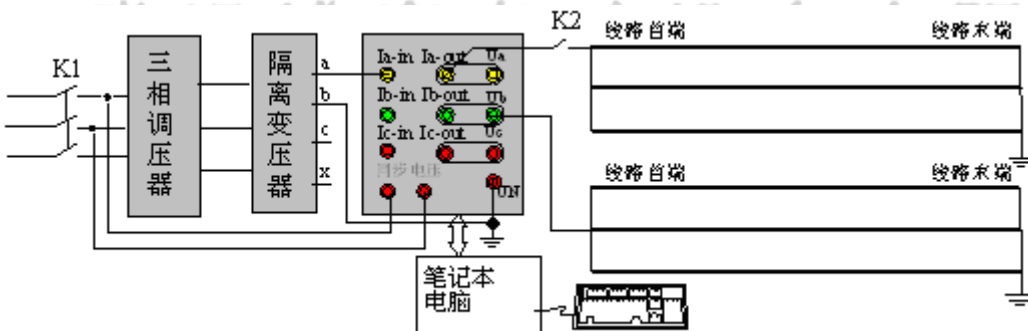 K2
线路首端 线路末端
K1
三相调压器
隔离变压器
a
b
c
x
Ia-in Ia-out Ua
Ib-in Ib-out Ub
Ic-in Ic-out Uc
同步电压
UN
线路首端 线路末端
笔记本
电脑